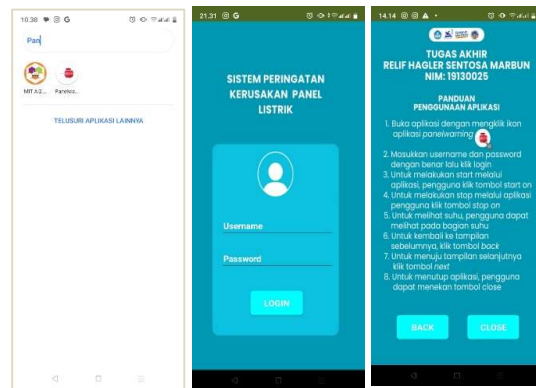 10.38
Pan
MIT AI2...
Panelwa...
TELUSURI APLIKASI LAINNYA
21.31
SISTEM PERINGATAN
KERUSAKAN PANEL
LISTRIK
Username
Password
LOGIN
14.14
TUGAS AKHIR
RELIF HAGLER SENTOSA MARBUN
NIM: 19130025
PANDUAN
PENGGUNAAN APLIKASI
1. Buka aplikasi dengan mengklik ikon
aplikasi panelwarning
2. Masukkan username dan password
dengan benar lalu klik login
3. Untuk melakukan start melalui
aplikasi, pengguna klik tombol start on
4. Untuk melakukan stop melalui aplikasi
pengguna klik tombol stop on
5. Untuk melihat suhu, pengguna dapat
melihat pada bagian suhu
6. Untuk kembali ke tampilan
sebelumnya, klik tombol back
7. Untuk menuju tampilan selanjutnya
klik tombol next
8. Untuk menutup aplikasi, pengguna
dapat menekan tombol close
BACK
CLOSE